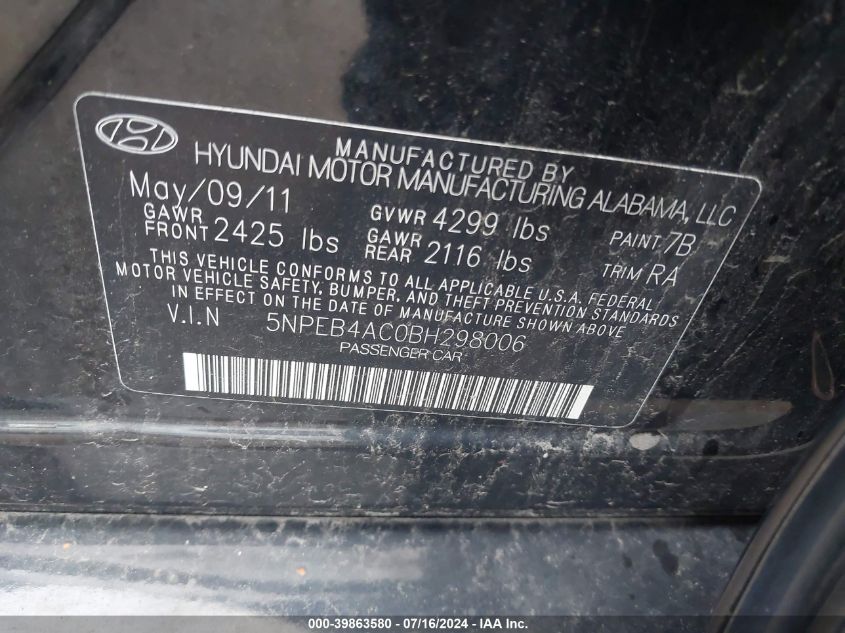 MANUFACTURED BY
HYUNDAI MOTOR MANUFACTURING ALABAMA, LLC
May/09/11 GVWR 4299 lbs PAINT 7B
GAWR FRONT 2425 lbs GAWR REAR 2116 lbs TRIM RA
THIS VEHICLE CONFORMS TO ALL APPLICABLE U.S.A. FEDERAL
MOTOR VEHICLE SAFETY, BUMPER, AND THEFT PREVENTION STANDARDS
IN EFFECT ON THE DATE OF MANUFACTURE SHOWN ABOVE
V.I.N 5NPEB4AC0BH298006
PASSENGER CAR
000-39863580 - 07/16/2024 - IAA Inc.